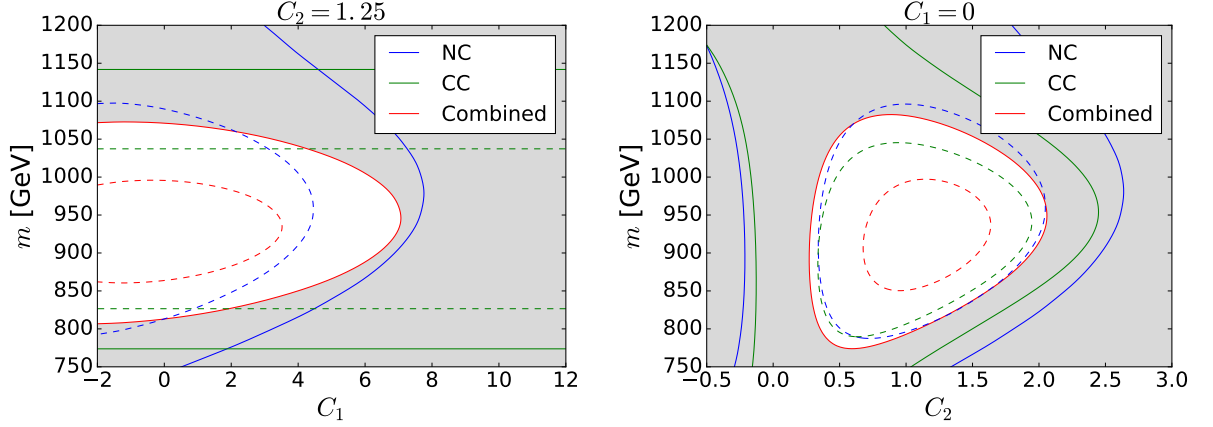 C₂ = 1.25
1200
1150
1100
1050
1000
950
900
850
800
750
m [GeV]
−2 0 2 4 6 8 10 12
C₁
NC
CC
Combined
C₁ = 0
1200
1150
1100
1050
1000
950
900
850
800
750
m [GeV]
−0.5 0.0 0.5 1.0 1.5 2.0 2.5 3.0
C₂
NC
CC
Combined